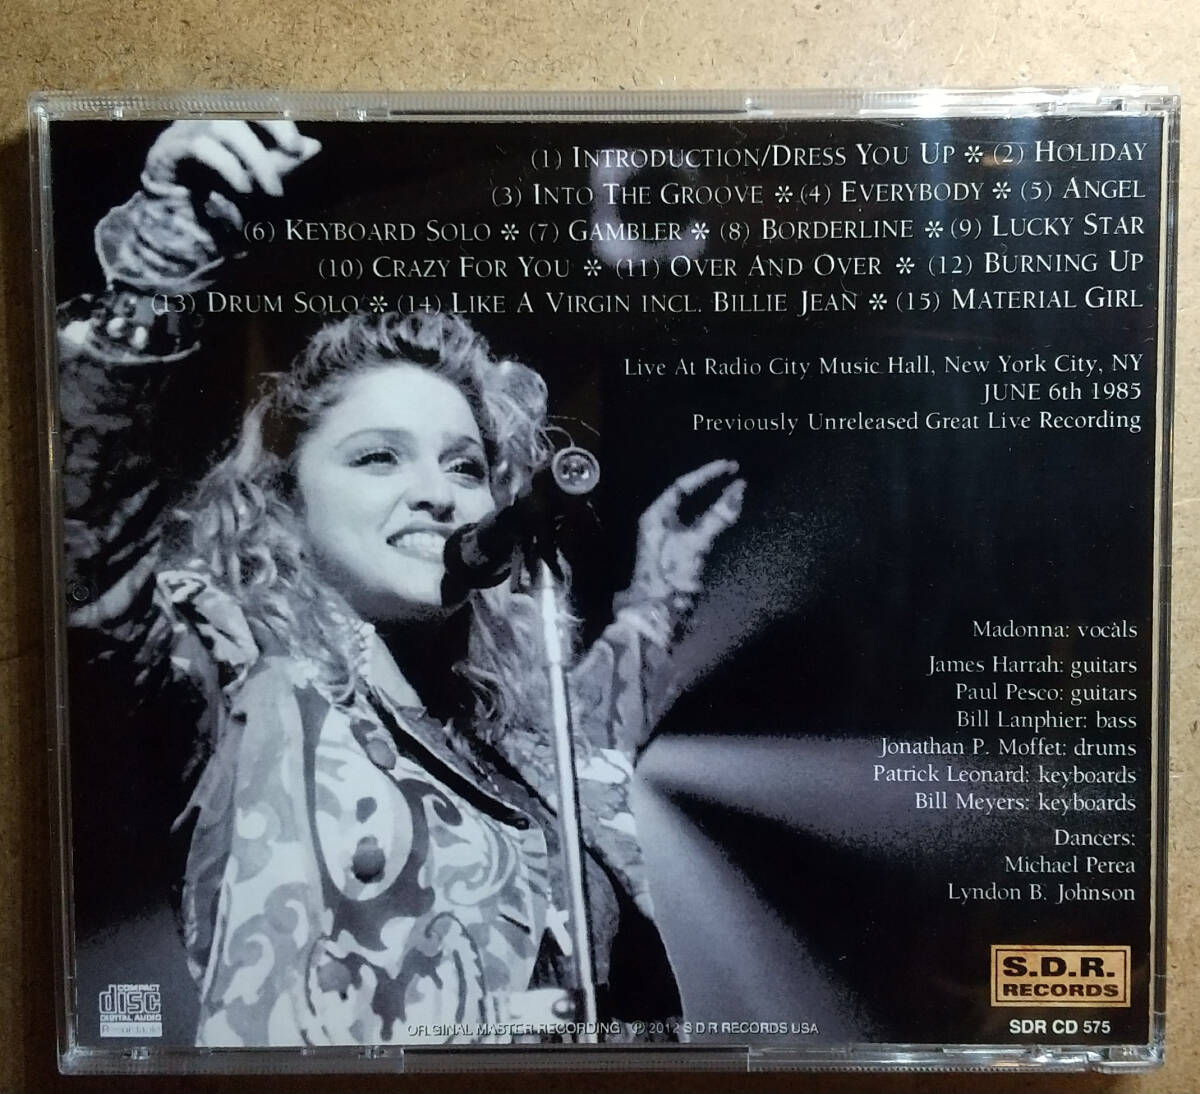 (1) INTRODUCTION/DRESS YOU UP ✻ (2) HOLIDAY
(3) INTO THE GROOVE ✻ (4) EVERYBODY ✻ (5) ANGEL
(6) KEYBOARD SOLO ✻ (7) GAMBLER ✻ (8) BORDERLINE ✻ (9) LUCKY STAR
(10) CRAZY FOR YOU ✻ (11) OVER AND OVER ✻ (12) BURNING UP
(13) DRUM SOLO ✻ (14) LIKE A VIRGIN INCL. BILLIE JEAN ✻ (15) MATERIAL GIRL
Live At Radio City Music Hall, New York City, NY
JUNE 6th 1985
Previously Unreleased Great Live Recording
Madonna: vocals
James Harrah: guitars
Paul Pesco: guitars
Bill Lanphier: bass
Jonathan P. Moffet: drums
Patrick Leonard: keyboards
Bill Meyers: keyboards
Dancers:
Michael Perea
Lyndon B. Johnson
S.D.R.
RECORDS
SDR CD 575
COMPACT
disc
DIGITAL AUDIO
Recordable
ORIGINAL MASTER RECORDING. ℗ 2012 S D R RECORDS USA